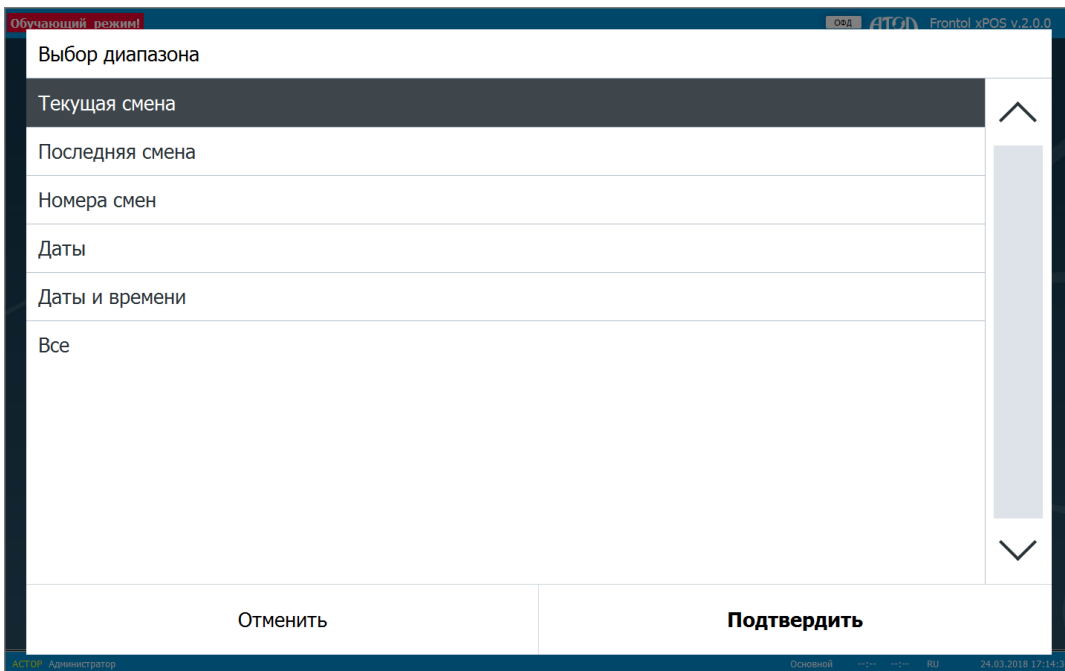 Обучающий режим!
ОФД АТОЛ Frontol xPOS v.2.0.0
Выбор диапазона
Текущая смена
Последняя смена
Номера смен
Даты
Даты и времени
Все
Отменить
Подтвердить
АСТОР Администратор
Основной --:-- --:-- RU 24.03.2018